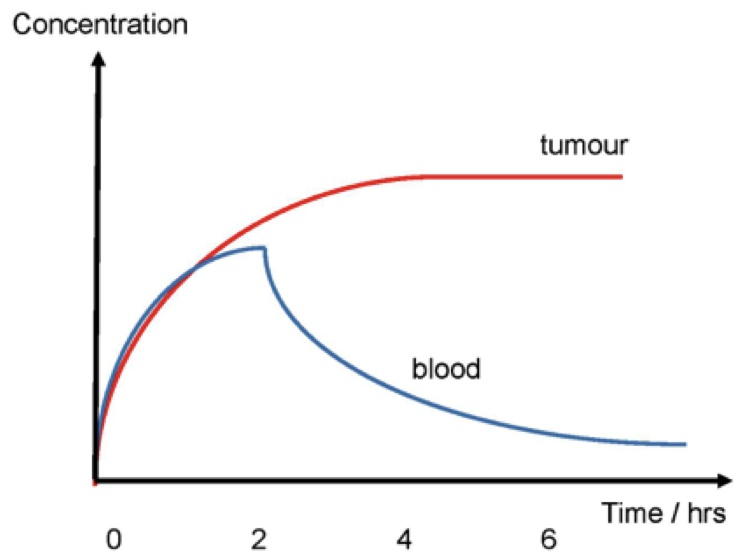 Concentration
tumour
blood
Time / hrs
0 2 4 6